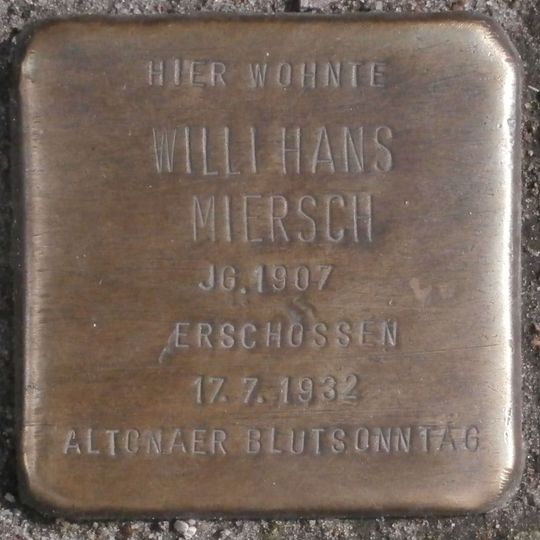 HIER WOHNTE
WILLI HANS
MIERSCH
JG. 1907
ERSCHOSSEN
17. 7. 1932
ALTONAER BLUTSONNTAG